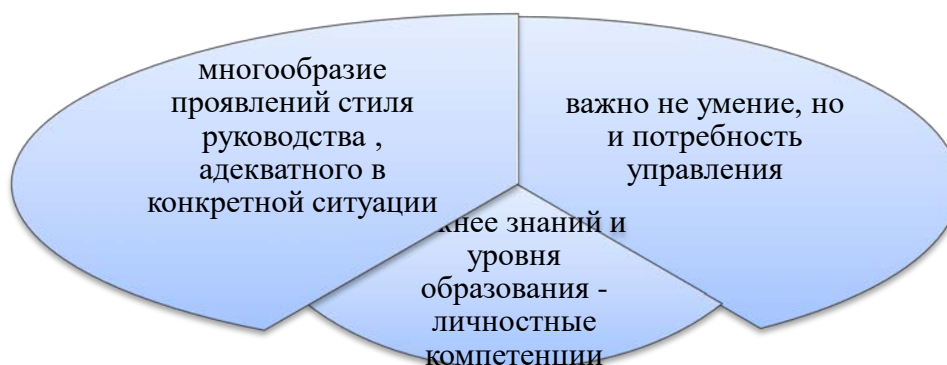 многообразие
проявлений стиля
руководства ,
адекватного в
конкретной ситуации
важно не умение, но
и потребность
управления
знаний и
уровня
образования -
личностные
компетенции